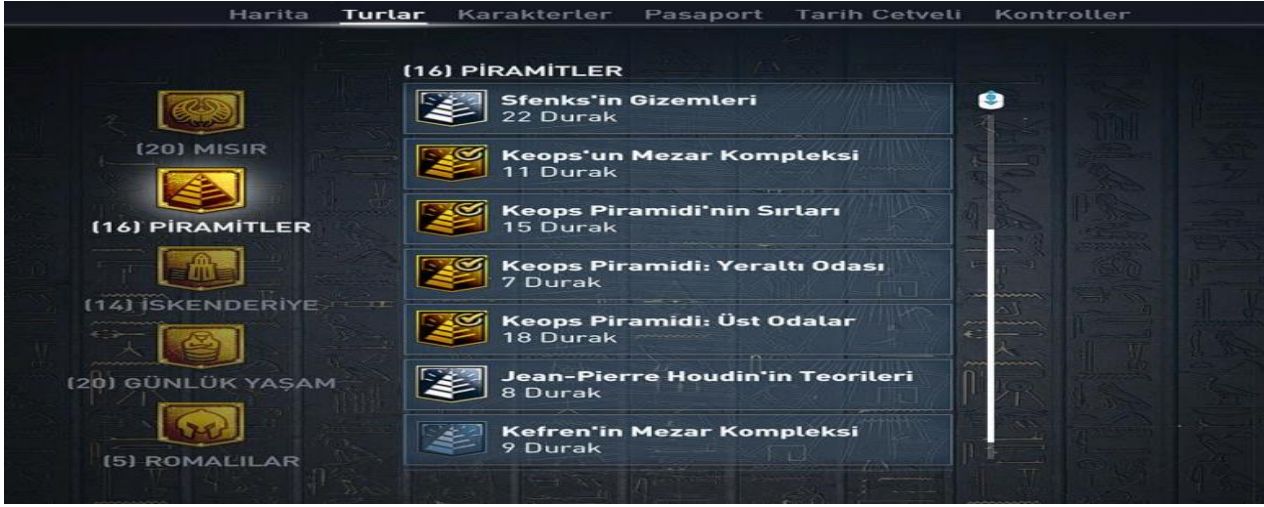 Harita Turlar Karakterler Pasaport Tarih Cetveli Kontroller
(16) PİRAMİTLER
(20) MISIR
(16) PİRAMİTLER
(14) İSKENDERİYE
(20) GÜNLÜK YAŞAM
(5) ROMALILAR
Sfenks'in Gizemleri
22 Durak
Keops'un Mezar Kompleksi
11 Durak
Keops Piramidi'nin Sırları
15 Durak
Keops Piramidi: Yeraltı Odası
7 Durak
Keops Piramidi: Üst Odalar
18 Durak
Jean-Pierre Houdin'in Teorileri
8 Durak
Kefren'in Mezar Kompleksi
9 Durak